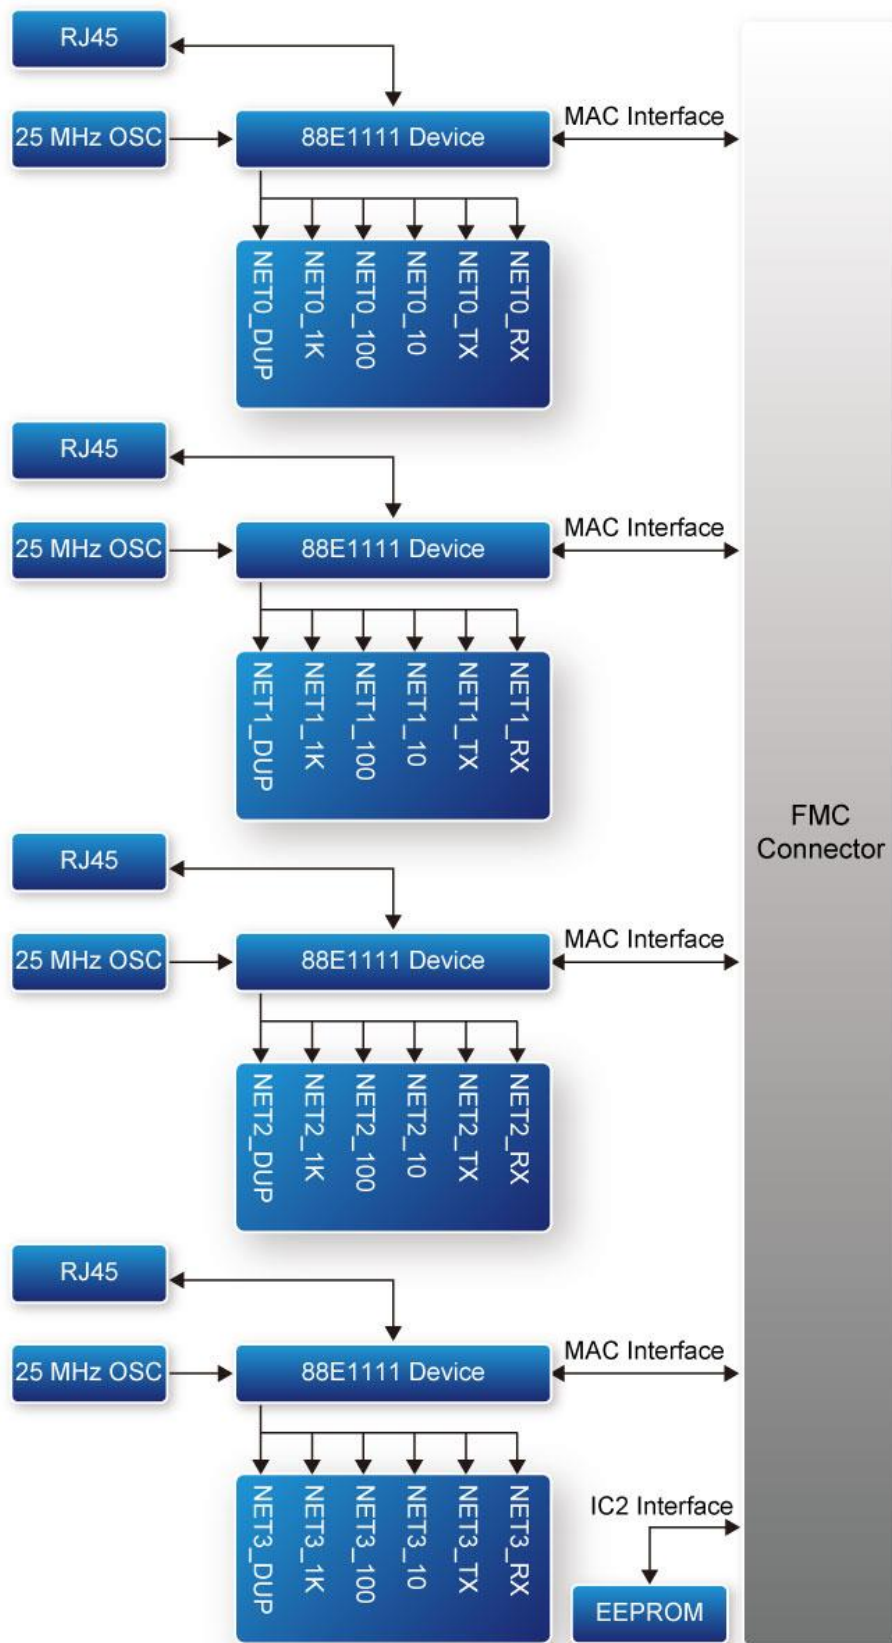 RJ45
25 MHz OSC
88E1111 Device
MAC Interface
NET0_DUP
NET0_1K
NET0_100
NET0_10
NET0_TX
NET0_RX
RJ45
25 MHz OSC
88E1111 Device
MAC Interface
NET1_DUP
NET1_1K
NET1_100
NET1_10
NET1_TX
NET1_RX
FMC
Connector
RJ45
25 MHz OSC
88E1111 Device
MAC Interface
NET2_DUP
NET2_1K
NET2_100
NET2_10
NET2_TX
NET2_RX
RJ45
25 MHz OSC
88E1111 Device
MAC Interface
NET3_DUP
NET3_1K
NET3_100
NET3_10
NET3_TX
NET3_RX
IC2 Interface
EEPROM